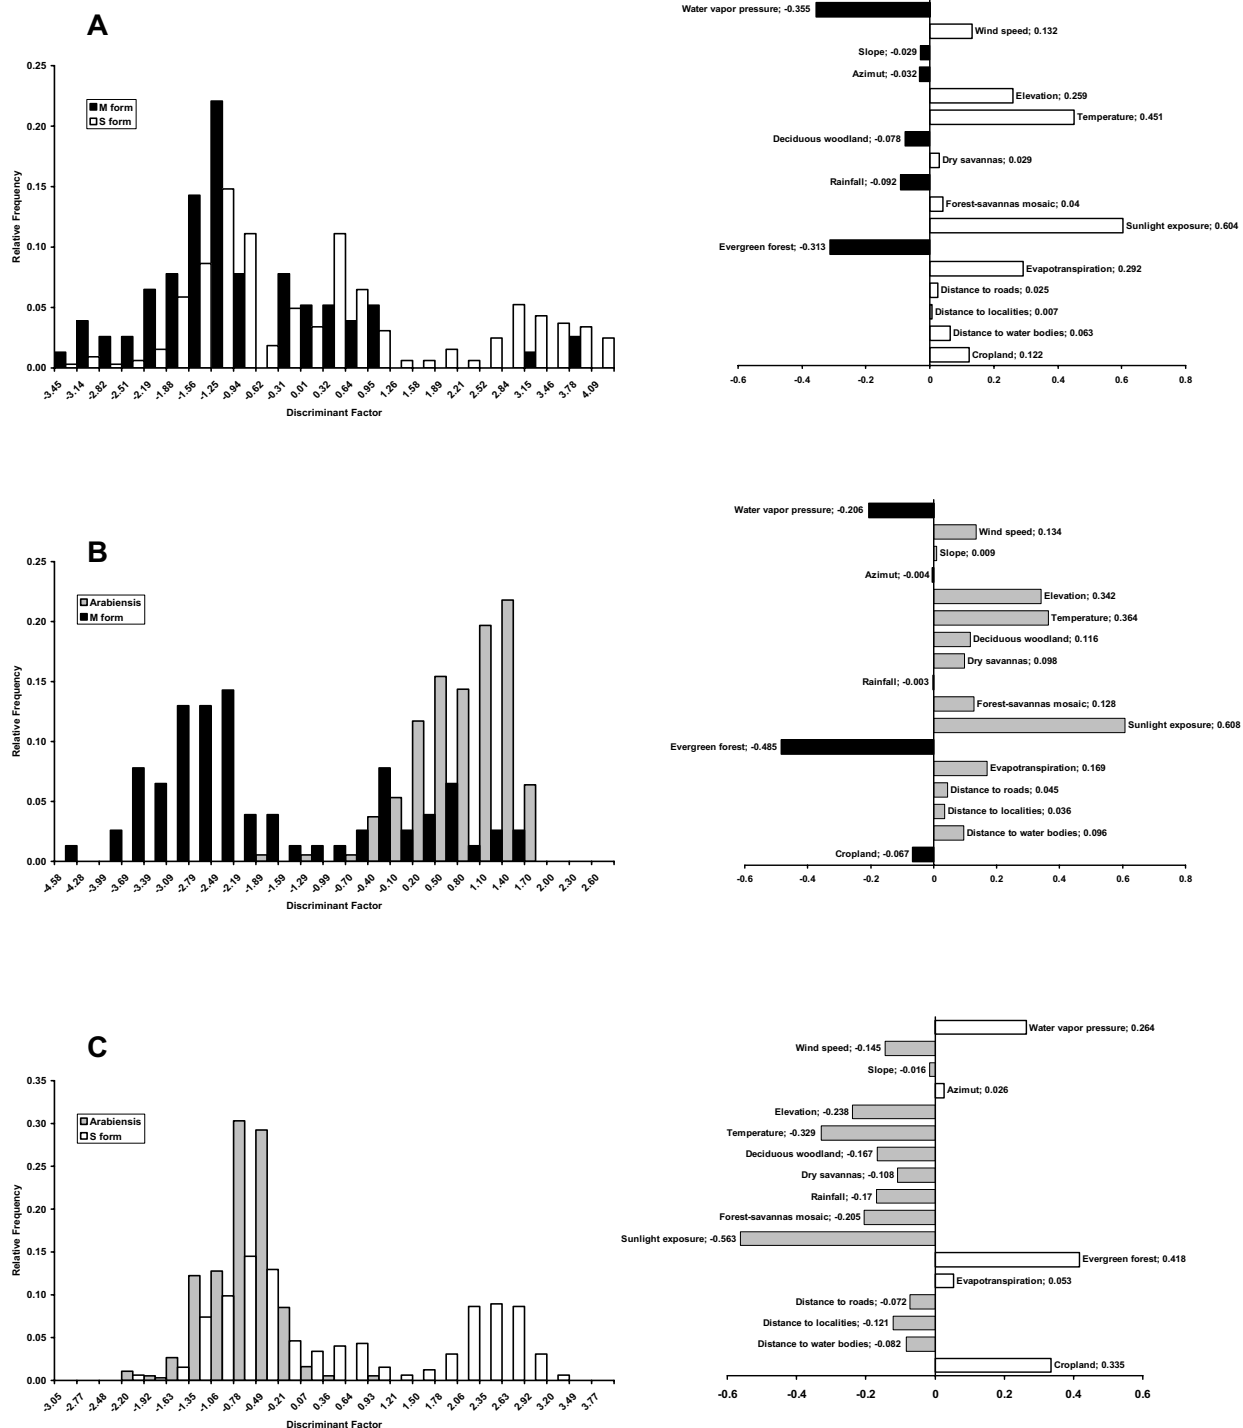 A
0.25
0.20
0.15
0.10
0.05
0.00
Relative Frequency
M form
S form
-3.45
-3.14
-2.82
-2.51
-2.19
-1.88
-1.56
-1.25
-0.94
-0.62
-0.31
0.01
0.32
0.64
0.95
1.26
1.58
1.89
2.21
2.52
2.84
3.15
3.46
3.78
4.09
Discriminant Factor
Water vapor pressure; -0.355
Wind speed; 0.132
Slope; -0.029
Azimut; -0.032
Elevation; 0.259
Temperature; 0.451
Deciduous woodland; -0.078
Dry savannas; 0.029
Rainfall; -0.092
Forest-savannas mosaic; 0.04
Sunlight exposure; 0.604
Evergreen forest; -0.313
Evapotranspiration; 0.292
Distance to roads; 0.025
Distance to localities; 0.007
Distance to water bodies; 0.063
Cropland; 0.122
-0.6
-0.4
-0.2
0
0.2
0.4
0.6
0.8
B
0.25
0.20
0.15
0.10
0.05
0.00
Relative Frequency
Arabiensis
M form
-4.58
-4.28
-3.99
-3.69
-3.39
-3.09
-2.79
-2.49
-2.19
-1.89
-1.59
-1.29
-0.99
-0.70
-0.40
-0.10
0.20
0.50
0.80
1.10
1.40
1.70
2.00
2.30
2.60
Discriminant Factor
Water vapor pressure; -0.206
Wind speed; 0.134
Slope; 0.009
Azimut; -0.004
Elevation; 0.342
Temperature; 0.364
Deciduous woodland; 0.116
Dry savannas; 0.098
Rainfall; -0.003
Forest-savannas mosaic; 0.128
Sunlight exposure; 0.608
Evergreen forest; -0.485
Evapotranspiration; 0.169
Distance to roads; 0.045
Distance to localities; 0.036
Distance to water bodies; 0.096
Cropland; -0.067
-0.6
-0.4
-0.2
0
0.2
0.4
0.6
0.8
C
0.35
0.30
0.25
0.20
0.15
0.10
0.05
0.00
Relative Frequency
Arabiensis
S form
-3.05
-2.77
-2.48
-2.20
-1.92
-1.63
-1.35
-1.06
-0.78
-0.49
-0.21
0.07
0.36
0.64
0.93
1.21
1.50
1.78
2.06
2.35
2.63
2.92
3.20
3.49
3.77
Discriminant Factor
Water vapor pressure; 0.264
Wind speed; -0.145
Slope; -0.016
Azimut; 0.026
Elevation; -0.238
Temperature; -0.329
Deciduous woodland; -0.167
Dry savannas; -0.108
Rainfall; -0.17
Forest-savannas mosaic; -0.205
Sunlight exposure; -0.563
Evergreen forest; 0.418
Evapotranspiration; 0.053
Distance to roads; -0.072
Distance to localities; -0.121
Distance to water bodies; -0.082
Cropland; 0.335
-0.6
-0.4
-0.2
0
0.2
0.4
0.6